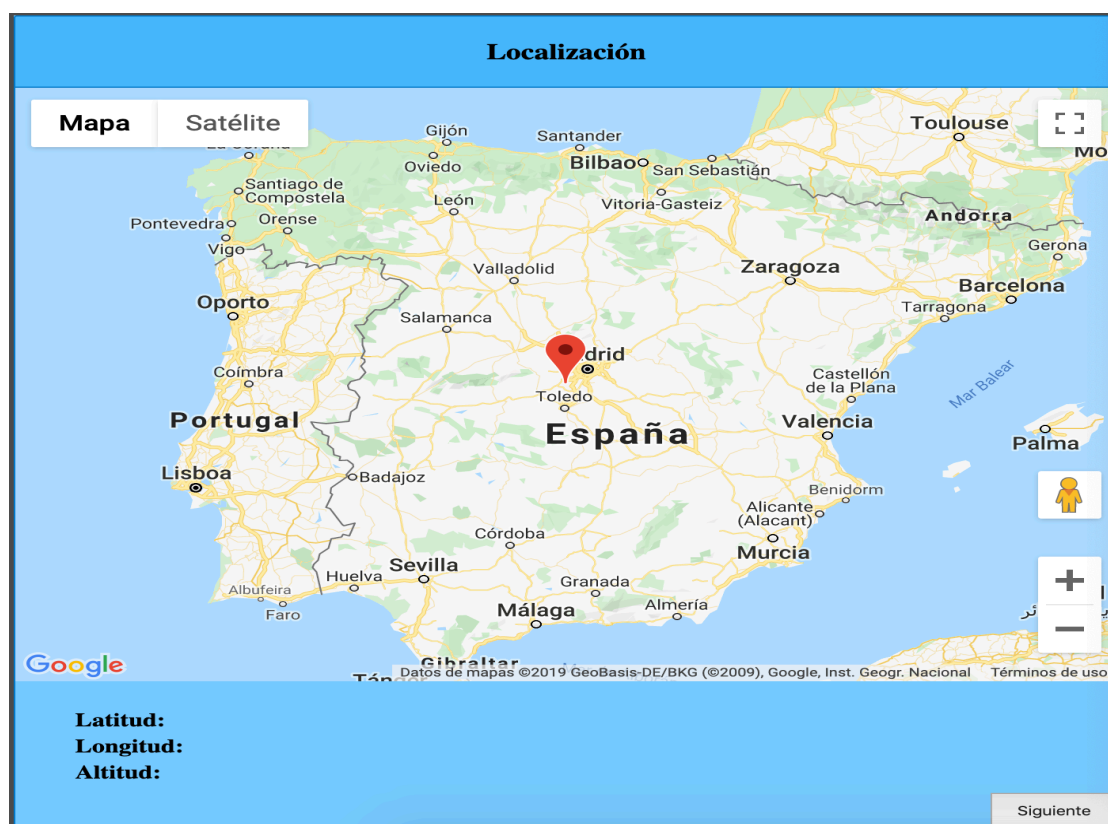 Localización
Mapa
Satélite
Gijón
Santander
Toulouse
Oviedo
Bilbao
San Sebastián
Mo
Santiago de
Compostela
León
Vitoria-Gasteiz
Pontevedra
Orense
Andorra
Vigo
Gerona
Valladolid
Zaragoza
Oporto
Barcelona
Salamanca
Tarragona
drid
Coímbra
Castellón
de la Plana
Mar Balear
Toledo
Portugal
España
Valencia
Palma
Lisboa
Badajoz
Benidorm
Alicante
(Alacant)
Córdoba
Murcia
Sevilla
Huelva
Granada
Albufeira
Faro
Málaga
Almería
Google
Gibraltar
Datos de mapas ©2019 GeoBasis-DE/BKG (©2009), Google, Inst. Geogr. Nacional
Términos de uso
Latitud:
Longitud:
Altitud:
Siguiente